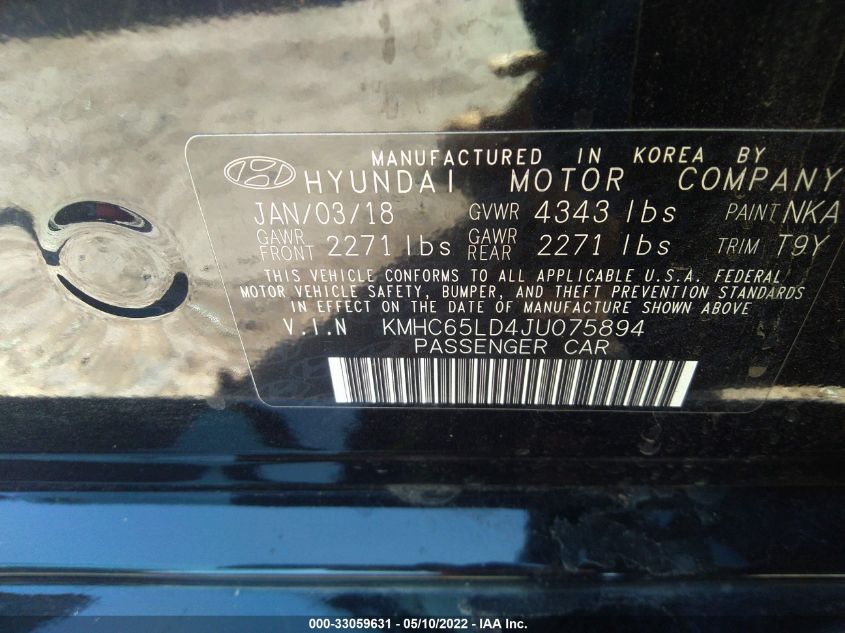 MANUFACTURED IN KOREA BY
HYUNDAI MOTOR COMPANY
JAN/03/18 GVWR 4343 lbs PAINT NKA
GAWR FRONT 2271 lbs GAWR REAR 2271 lbs TRIM T9Y
THIS VEHICLE CONFORMS TO ALL APPLICABLE U.S.A. FEDERAL
MOTOR VEHICLE SAFETY, BUMPER, AND THEFT PREVENTION STANDARDS
IN EFFECT ON THE DATE OF MANUFACTURE SHOWN ABOVE
V.I.N KMHC65LD4JU075894
PASSENGER CAR
000-33059631 - 05/10/2022 - IAA Inc.